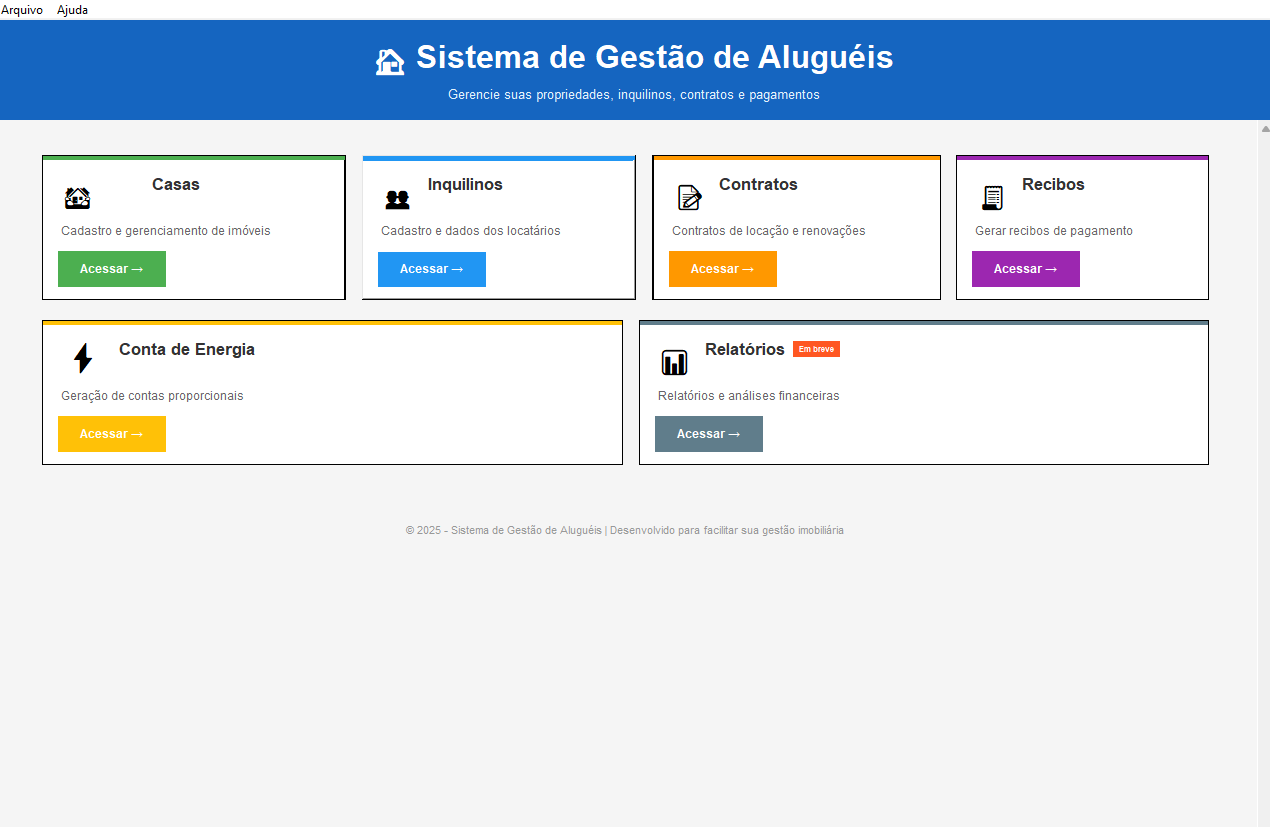 Arquivo Ajuda
Sistema de Gestão de Aluguéis
Gerencie suas propriedades, inquilinos, contratos e pagamentos
Casas
Cadastro e gerenciamento de imóveis
Acessar →
Inquilinos
Cadastro e dados dos locatários
Acessar →
Contratos
Contratos de locação e renovações
Acessar →
Recibos
Gerar recibos de pagamento
Acessar →
Conta de Energia
Geração de contas proporcionais
Acessar →
Relatórios Em breve
Relatórios e análises financeiras
Acessar →
© 2025 - Sistema de Gestão de Aluguéis | Desenvolvido para facilitar sua gestão imobiliária